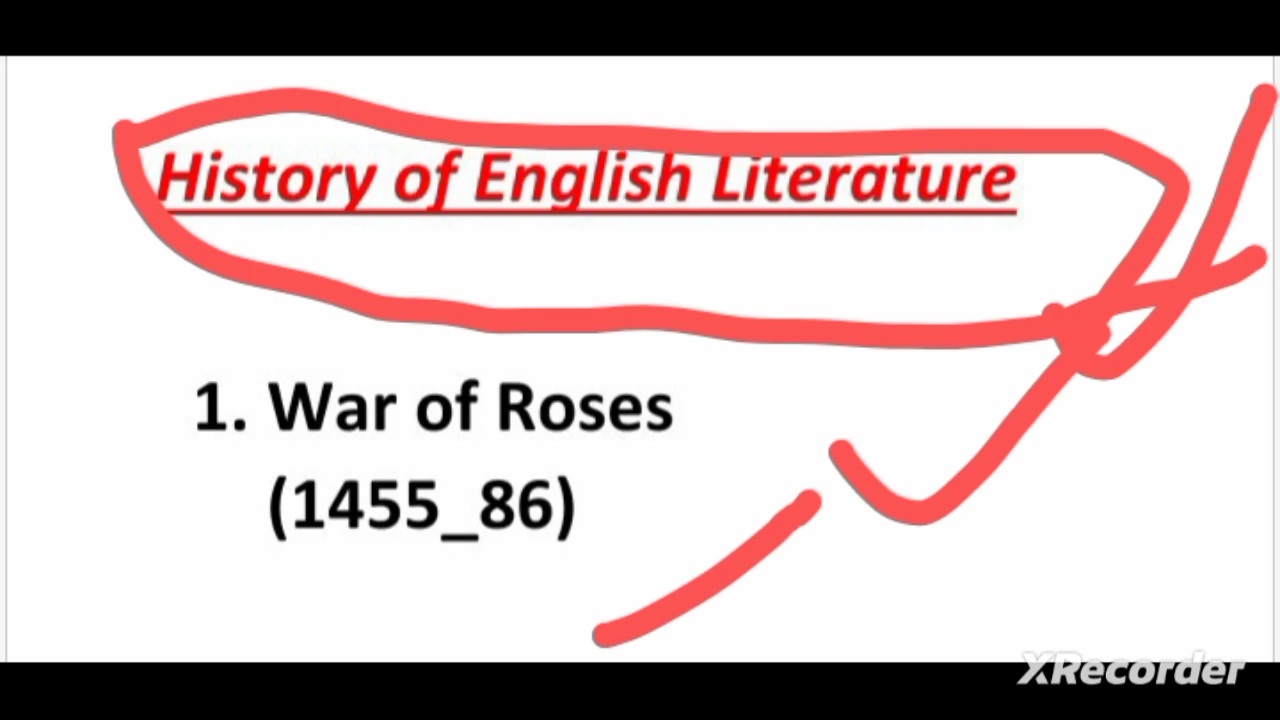 History of English Literature
1. War of Roses
(1455_86)
XRecorder